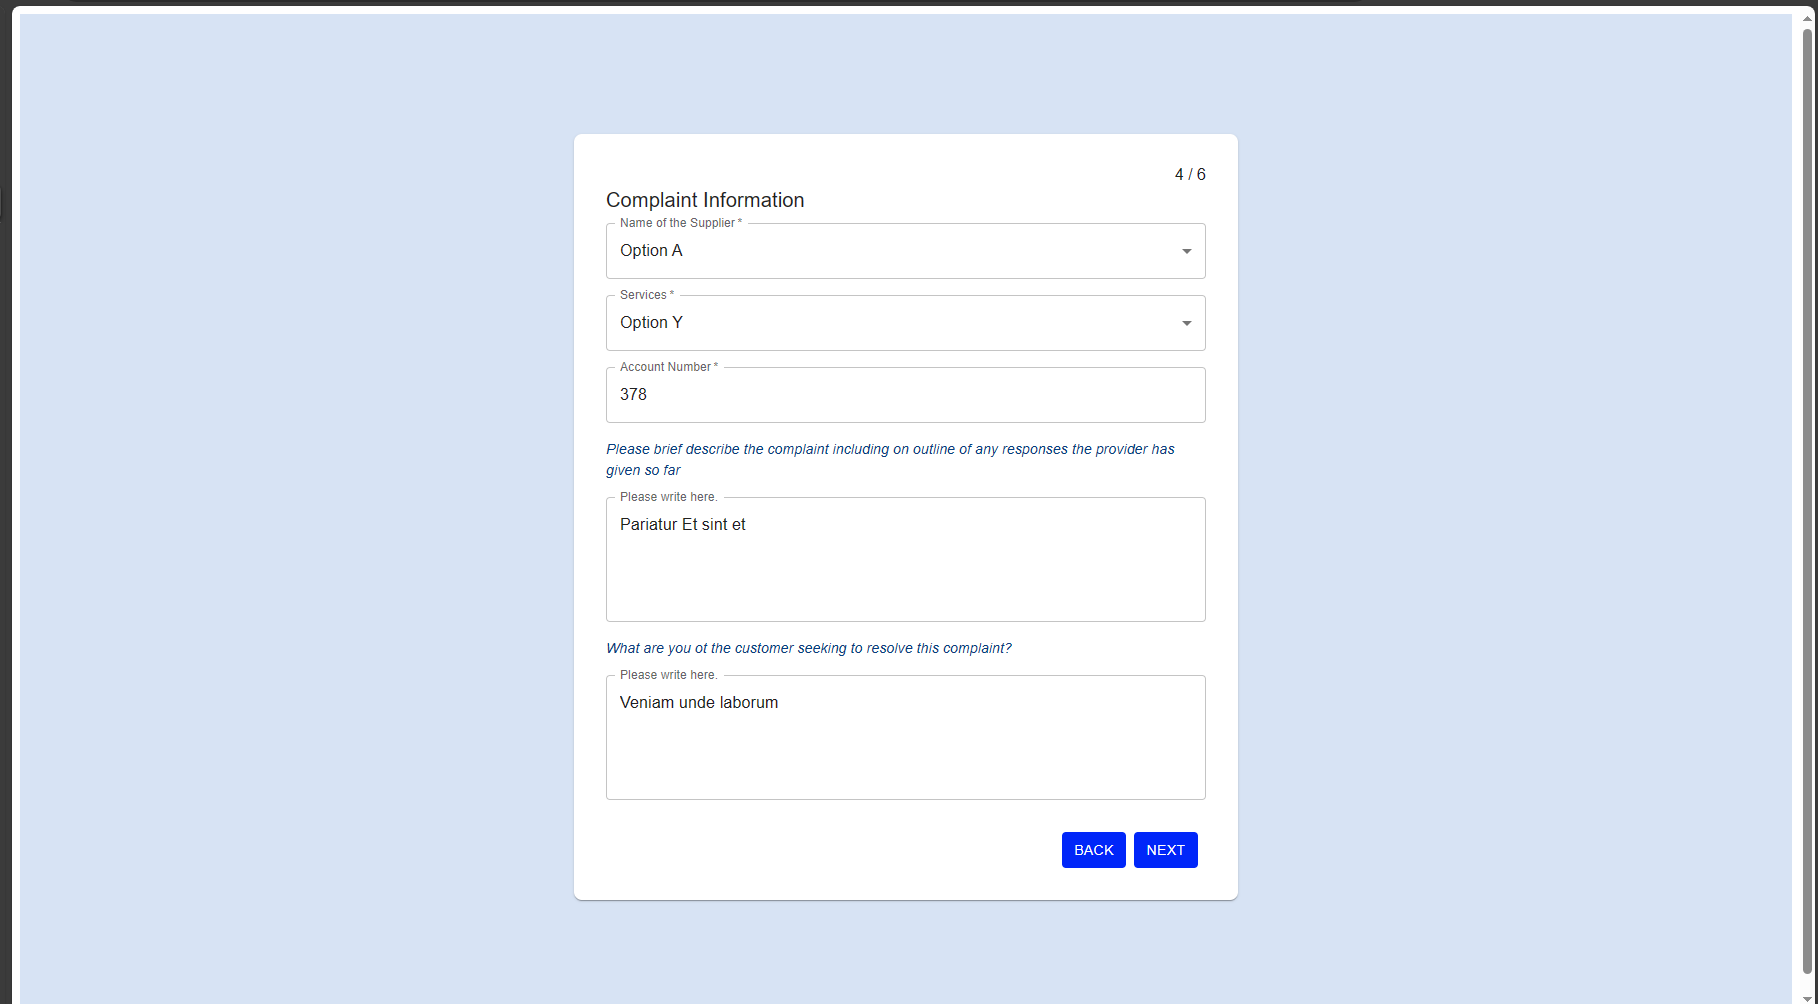 4 / 6
Complaint Information
Name of the Supplier *
Option A
Services *
Option Y
Account Number *
378
Please brief describe the complaint including on outline of any responses the provider has
given so far
Please write here.
Pariatur Et sint et
What are you ot the customer seeking to resolve this complaint?
Please write here.
Veniam unde laborum
BACK NEXT